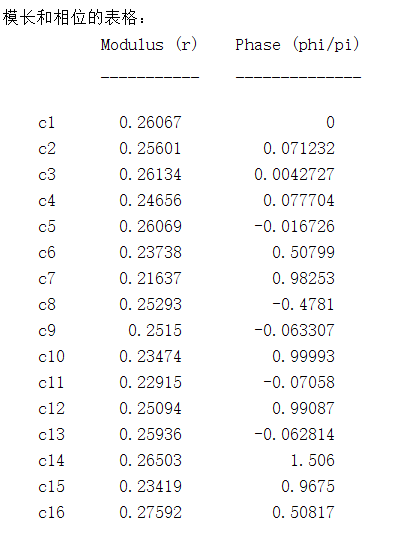 模长和相位的表格：
Modulus (r) Phase (phi/pi)
___________ ______________
c1 0.26067 0
c2 0.25601 0.071232
c3 0.26134 0.0042727
c4 0.24656 0.077704
c5 0.26069 -0.016726
c6 0.23738 0.50799
c7 0.21637 0.98253
c8 0.25293 -0.4781
c9 0.2515 -0.063307
c10 0.23474 0.99993
c11 0.22915 -0.07058
c12 0.25094 0.99087
c13 0.25936 -0.062814
c14 0.26503 1.506
c15 0.23419 0.9675
c16 0.27592 0.50817